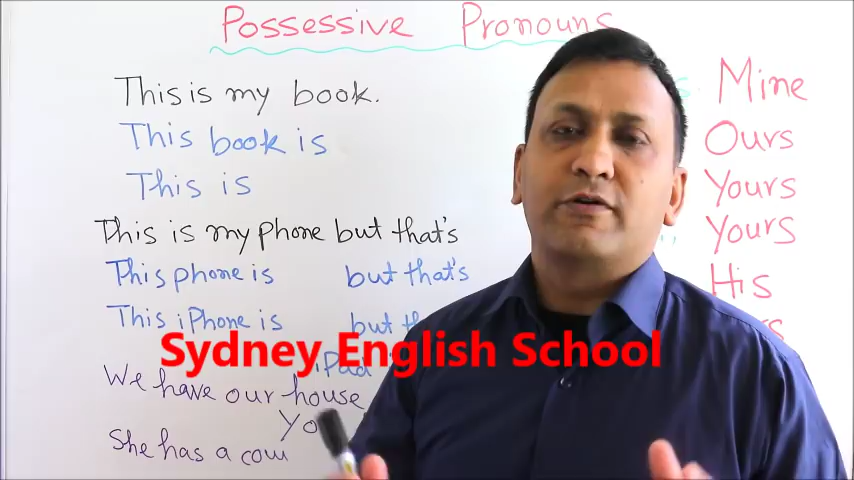 Possessive Pronouns
This is my book.
This book is
This is
This is my phone but that's
This phone is but that's
This iPhone is but
iPad
We have our house
She has a cow
Mine
Ours
Yours
Yours
His
Sydney English School